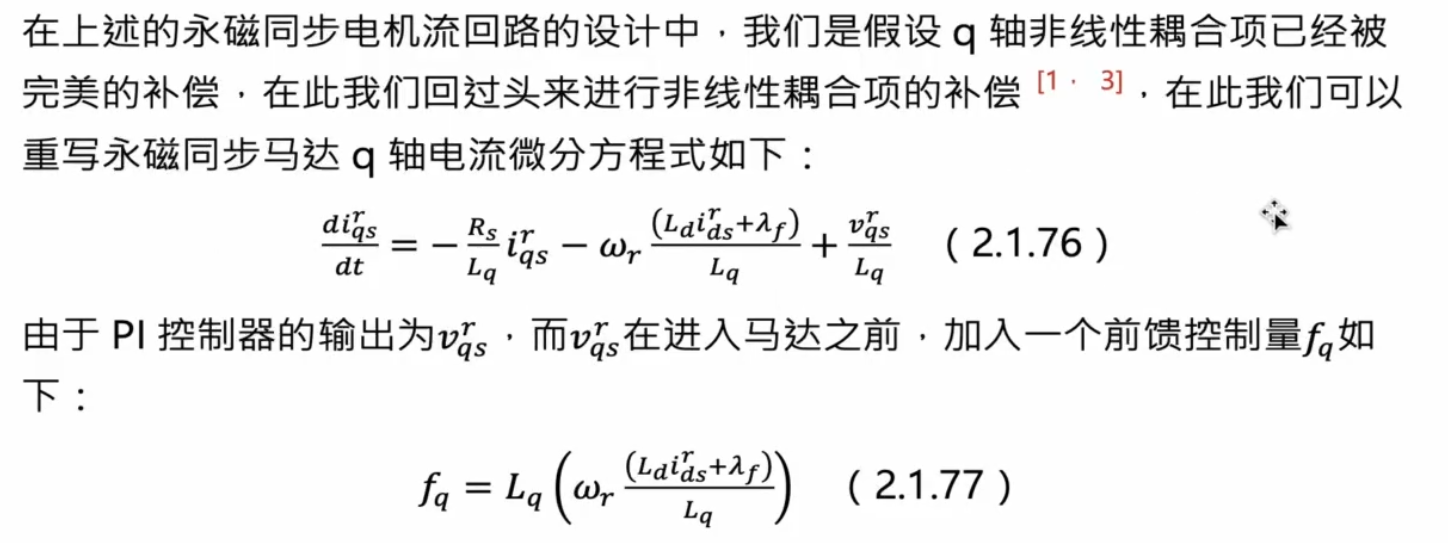 在上述的永磁同步电机流回路的设计中，我们是假设 q 轴非线性耦合项已经被
完美的补偿，在此我们回过头来进行非线性耦合项的补偿 [1， 3]，在此我们可以
重写永磁同步马达 q 轴电流微分方程式如下：
$\frac{di_{qs}^{r}}{dt} = -\frac{R_s}{L_q} i_{qs}^{r} - \omega_r \frac{(L_d i_{ds}^{r} + \lambda_f)}{L_q} + \frac{v_{qs}^{r}}{L_q}$ （2.1.76）
由于 PI 控制器的输出为$v_{qs}^{r}$，而$v_{qs}^{r}$在进入马达之前，加入一个前馈控制量$f_q$如
下：
$f_q = L_q \left( \omega_r \frac{(L_d i_{ds}^{r} + \lambda_f)}{L_q} \right)$ （2.1.77）